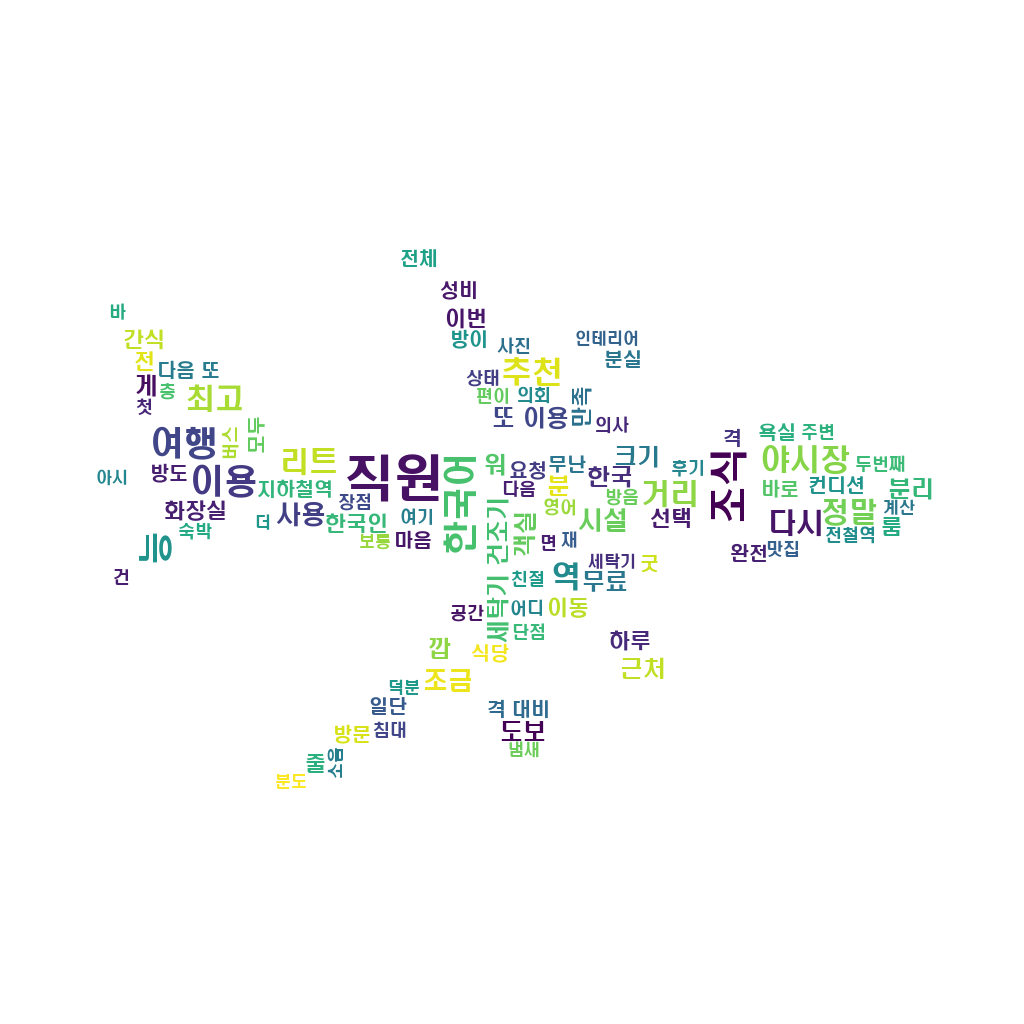 전체
성비
바
이번
간식
방이
인테리어
사진
전
분실
다음 또
추천
상태
게
층
최고
편이
의회
만족
첫
또 이용
의사
모두
버시
격
욕실
주변
여행
리트
직원
한국어
워
요청
무난
크기
조식
야시장
두번째
아시
방도
이용
지하철역
다음
분
한국
후기
바로
컨디션
분리
화장실
장점
방음
거리
영어
계산
숙박
더
사용
한국인
여기
건조기
객실
시설
선택
다시
정말
룸
전철역
능
보통
마음
면
재
완전
맛집
건
세탁기
굿
친절
역
무료
세탁기
공간
어디
이동
단점
하루
깝
식당
근처
조금
덕분
일단
격 대비
방문
침대
도보
냄새
줄
소음
분도